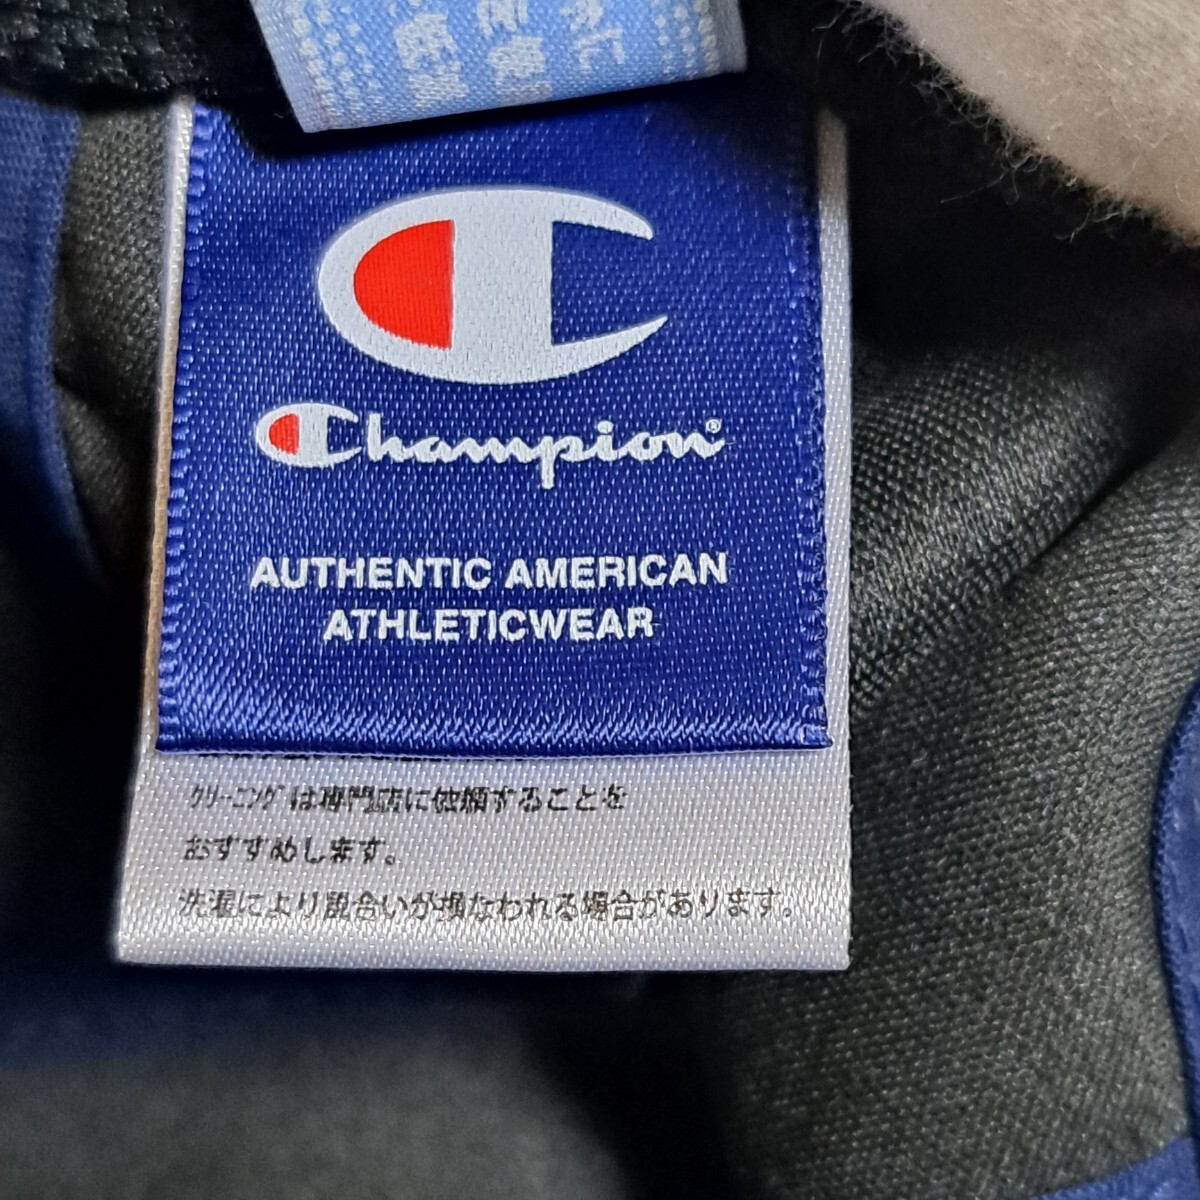 Champion®
AUTHENTIC AMERICAN
ATHLETICWEAR
ｸﾘｰﾆﾝｸﾞは専門店に依頼することを
おすすめします。
洗濯により風合いが損なわれる場合があります。